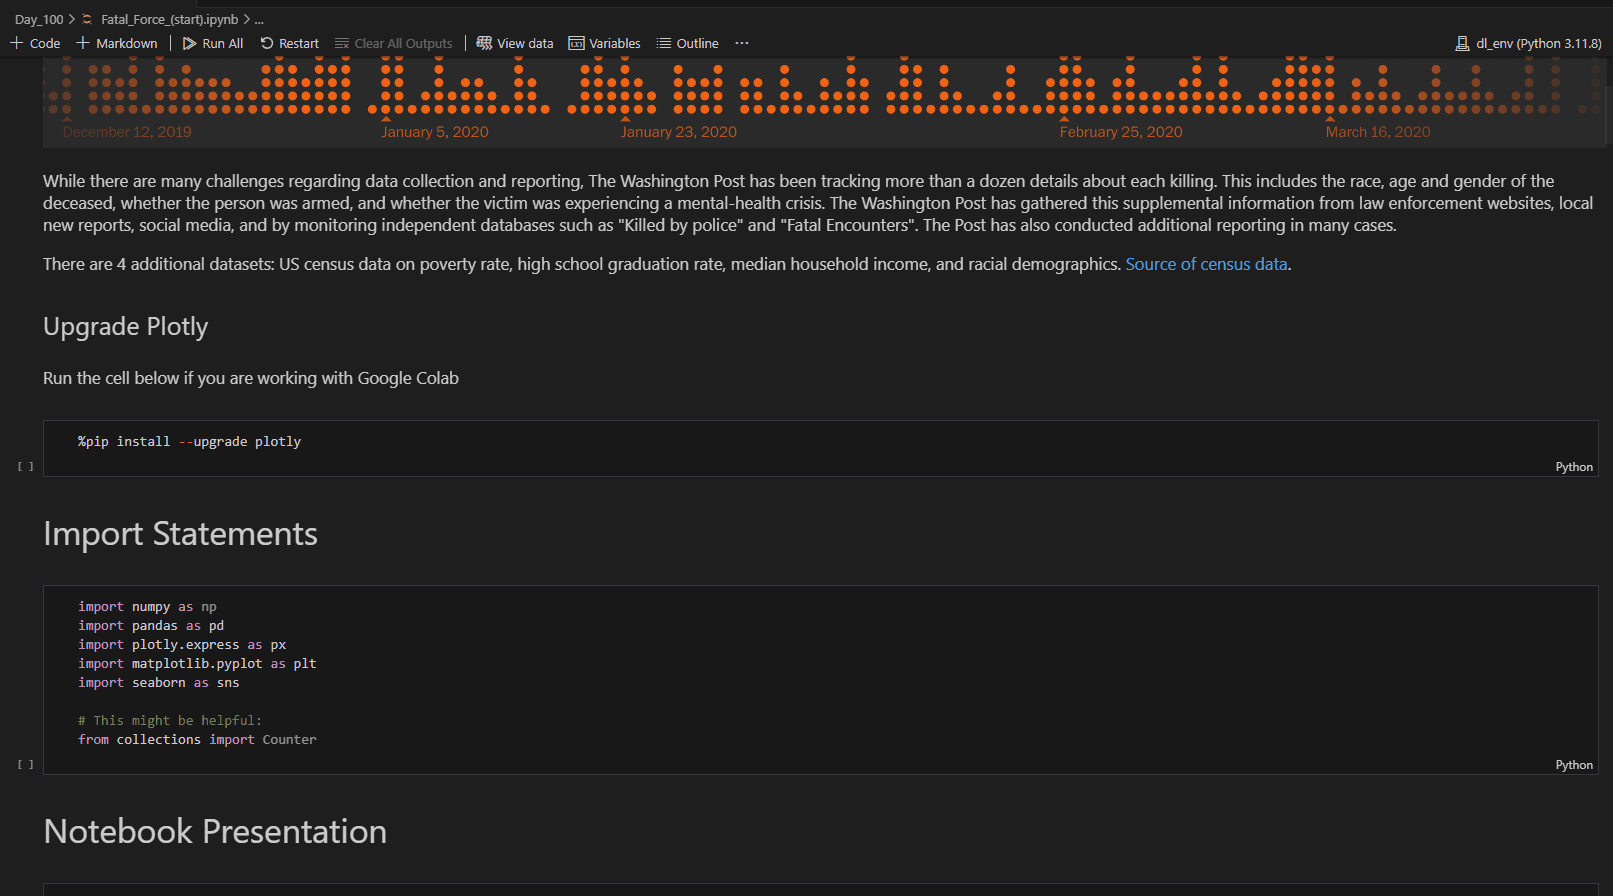 Day_100 > Fatal_Force_(start).ipynb > ...
Code Markdown Run All Restart Clear All Outputs View data Variables Outline ... dl_env (Python 3.11.8)
December 12, 2019 January 5, 2020 January 23, 2020 February 25, 2020 March 16, 2020
While there are many challenges regarding data collection and reporting, The Washington Post has been tracking more than a dozen details about each killing. This includes the race, age and gender of the
deceased, whether the person was armed, and whether the victim was experiencing a mental-health crisis. The Washington Post has gathered this supplemental information from law enforcement websites, local
new reports, social media, and by monitoring independent databases such as "Killed by police" and "Fatal Encounters". The Post has also conducted additional reporting in many cases.
There are 4 additional datasets: US census data on poverty rate, high school graduation rate, median household income, and racial demographics. Source of census data.
Upgrade Plotly
Run the cell below if you are working with Google Colab
%pip install --upgrade plotly
[ ]
Python
Import Statements
import numpy as np
import pandas as pd
import plotly.express as px
import matplotlib.pyplot as plt
import seaborn as sns
# This might be helpful:
from collections import Counter
[ ]
Python
Notebook Presentation